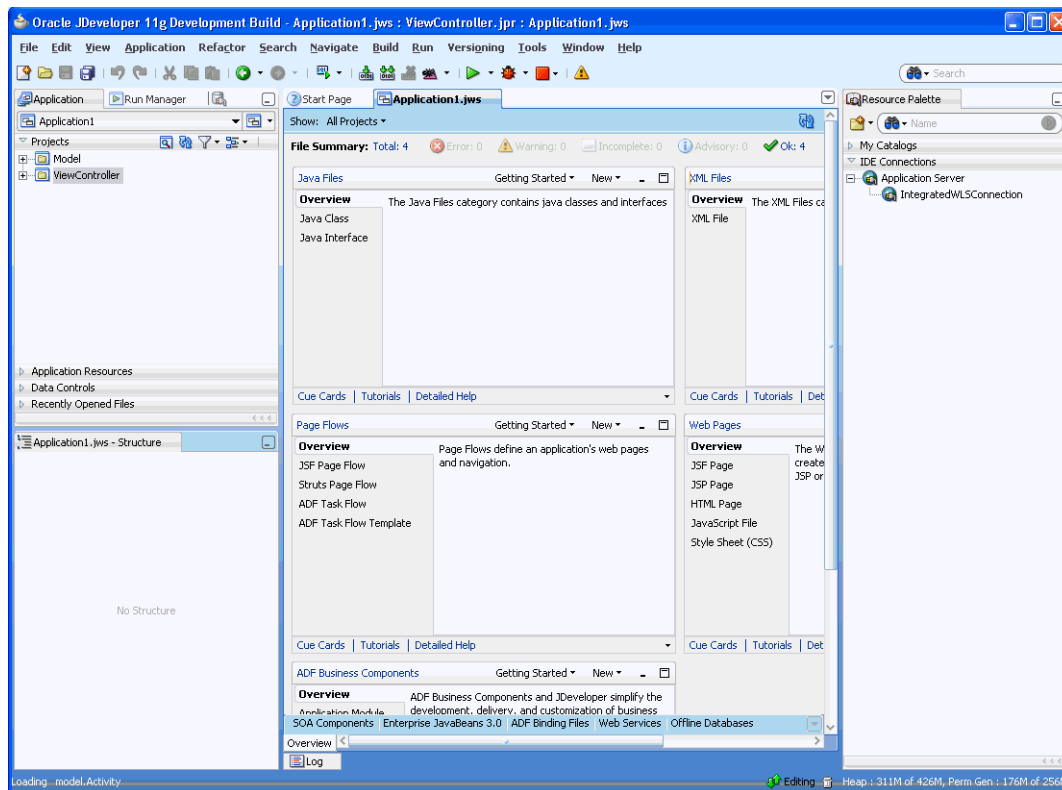 Oracle JDeveloper 11g Development Build - Application1.jws : ViewController.jpr : Application1.jws
File Edit View Application Refactor Search Navigate Build Run Versioning Tools Window Help
Search
Application Run Manager
Application1
Projects
Model
ViewController
Application Resources
Data Controls
Recently Opened Files
Application1.jws - Structure
No Structure
Start Page Application1.jws
Show: All Projects
File Summary: Total: 4 Error: 0 Warning: 0 Incomplete: 0 Advisory: 0 Ok: 4
Java Files Getting Started New
Overview
Java Class
Java Interface
The Java Files category contains java classes and interfaces
Cue Cards | Tutorials | Detailed Help
XML Files
Overview
XML File
The XML Files ca
Cue Cards | Tutorials | Det
Page Flows Getting Started New
Overview
JSF Page Flow
Struts Page Flow
ADF Task Flow
ADF Task Flow Template
Page Flows define an application's web pages
and navigation.
Cue Cards | Tutorials | Detailed Help
Web Pages
Overview
JSF Page
JSP Page
HTML Page
JavaScript File
Style Sheet (CSS)
The W
create
JSP or
Cue Cards | Tutorials | Det
ADF Business Components Getting Started New
Overview
Application Module
ADF Business Components and JDeveloper simplify the
development, delivery, and customization of business
SOA Components Enterprise JavaBeans 3.0 ADF Binding Files Web Services Offline Databases
Overview
Log
Resource Palette
Name
My Catalogs
IDE Connections
Application Server
IntegratedWLSConnection
Loading model.Activity
Editing
Heap : 311M of 426M, Perm Gen : 176M of 256M